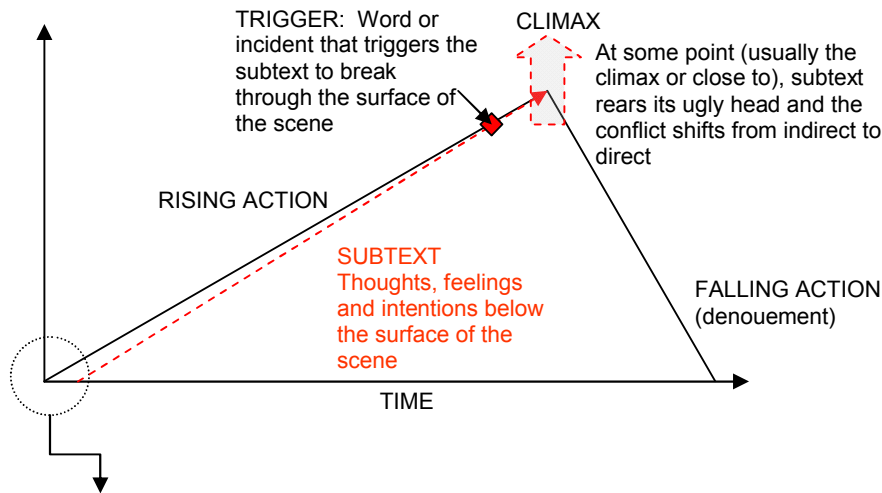 TRIGGER: Word or
incident that triggers the
subtext to break
through the surface of
the scene
CLIMAX
At some point (usually the
climax or close to), subtext
rears its ugly head and the
conflict shifts from indirect to
direct
RISING ACTION
SUBTEXT
Thoughts, feelings
and intentions below
the surface of the
scene
FALLING ACTION
(denouement)
TIME